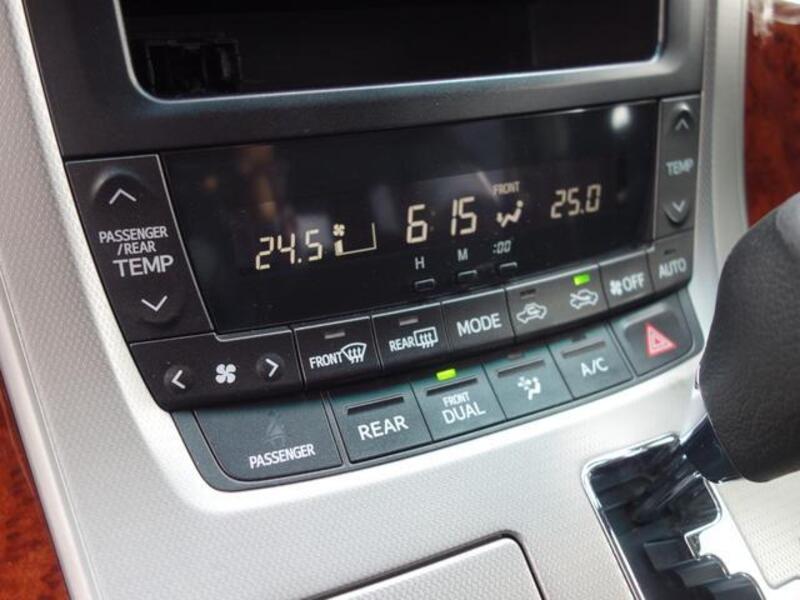 PASSENGER
/REAR
TEMP
24.5
6:15
FRONT
25.0
TEMP
H
M
:00
FRONT
REAR
MODE
OFF
AUTO
PASSENGER
REAR
FRONT
DUAL
A/C